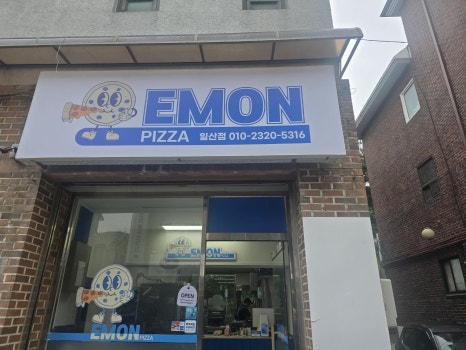 EMON
PIZZA 일산점 010-2320-5316
EMON
OPEN
EMON PIZZA